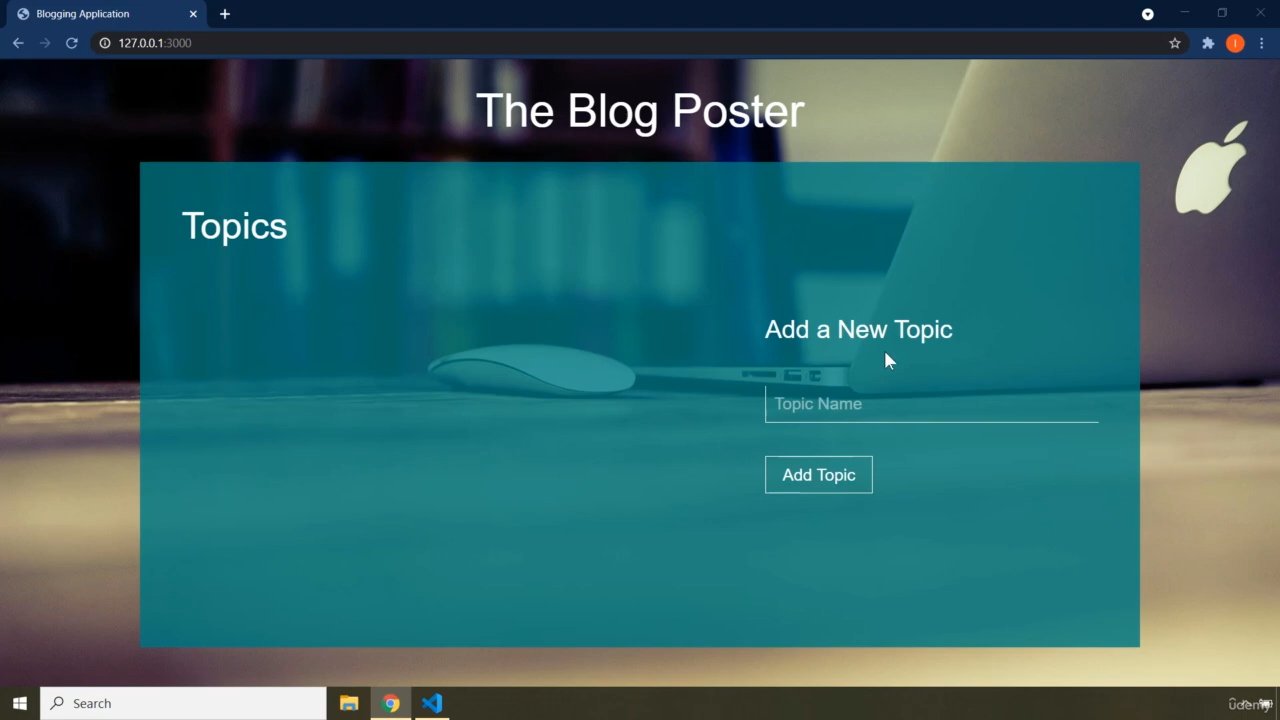 Blogging Application
127.0.0.1:3000
The Blog Poster
Topics
Add a New Topic
Topic Name
Add Topic
Search
udemy